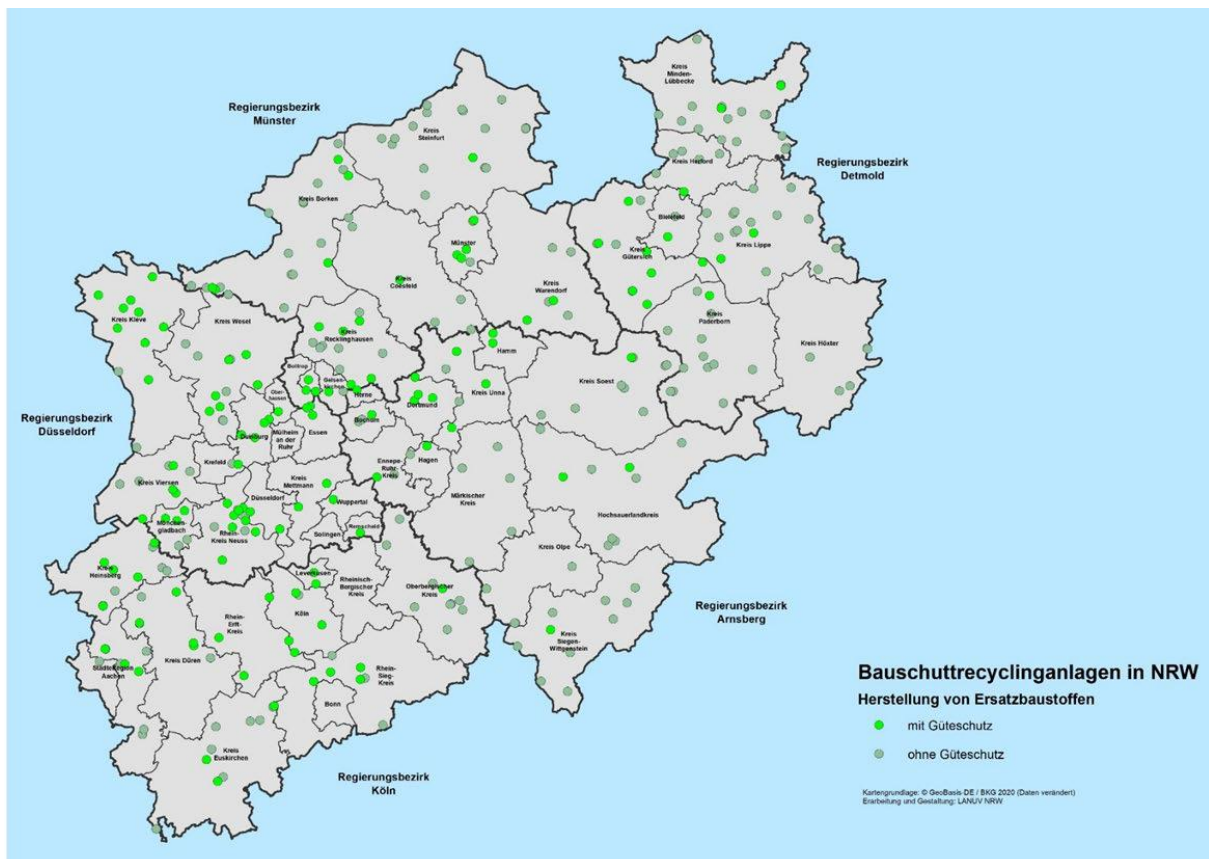 Kreis
Minden-
Lübbecke
Regierungsbezirk
Münster
Kreis
Steinfurt
Kreis Herford
Regierungsbezirk
Detmold
Kreis Borken
Bielefeld
Münster
Kreis Lippe
Kreis
Gütersloh
Kreis
Coesfeld
Kreis
Warendorf
Kreis Kleve
Kreis Wesel
Kreis
Paderborn
Kreis
Recklinghausen
Kreis Höxter
Hamm
Bottrop
Gelsen-
kirchen
Kreis Soest
Ober-
hausen
Herne
Kreis Unna
Dortmund
Regierungsbezirk
Düsseldorf
Bochum
Duisburg
Mülheim
an der
Ruhr
Essen
Hagen
Krefeld
Ennepe-
Ruhr-
Kreis
Kreis Viersen
Kreis
Mettmann
Düsseldorf
Wuppertal
Märkischer
Kreis
Hochsauerlandkreis
Mönchen-
gladbach
Rhein-
Kreis Neuss
Solingen
Remscheid
Kreis Olpe
Kreis
Heinsberg
Leverkusen
Rheinisch-
Bergischer
Kreis
Oberbergischer
Kreis
Regierungsbezirk
Arnsberg
Rhein-
Erft-
Kreis
Köln
Kreis
Siegen-
Wittgenstein
Kreis Düren
Städteregion
Aachen
Rhein-
Sieg-
Kreis
Bonn
Kreis
Euskirchen
Regierungsbezirk
Köln
Bauschuttrecyclinganlagen in NRW
Herstellung von Ersatzbaustoffen
mit Güteschutz
ohne Güteschutz
Kartengrundlage: © GeoBasis-DE / BKG 2020 (Daten verändert)
Erarbeitung und Gestaltung: LANUV NRW